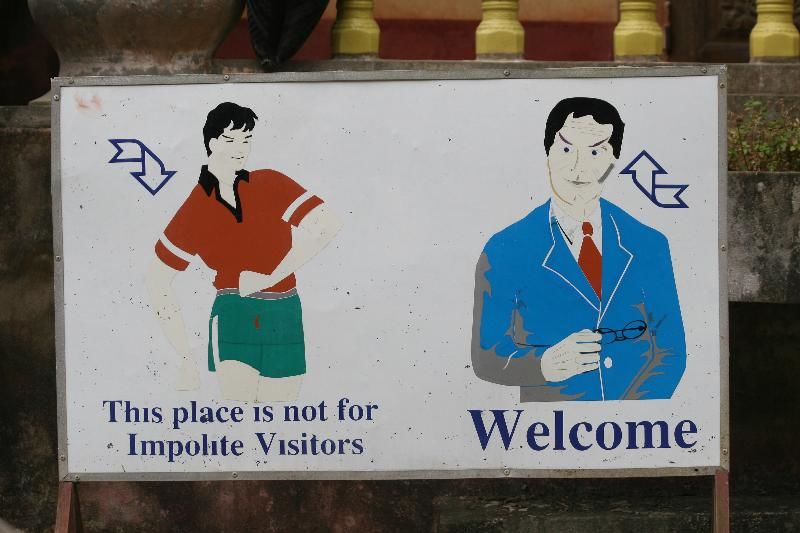 This place is not for
Impolite Visitors
Welcome